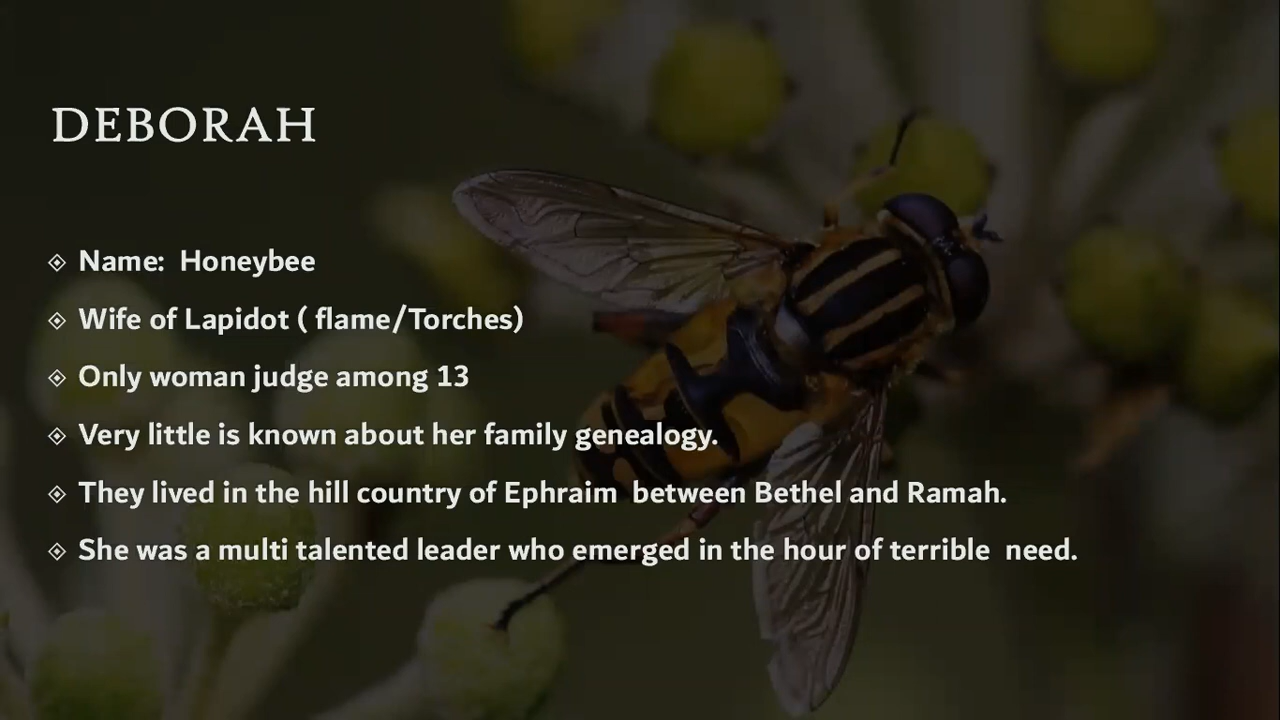 DEBORAH
Name:  Honeybee
Wife of Lapidot ( flame/Torches)
Only woman judge among 13
Very little is known about her family genealogy.
They lived in the hill country of Ephraim  between Bethel and Ramah.
She was a multi talented leader who emerged in the hour of terrible  need.